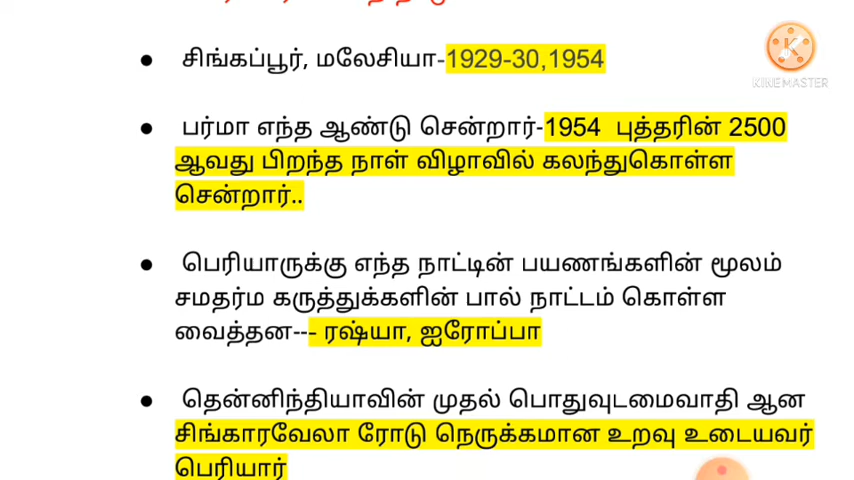 ● சிங்கப்பூர், மலேசியா-1929-30,1954
● பர்மா எந்த ஆண்டு சென்றார்-1954 புத்தரின் 2500
ஆவது பிறந்த நாள் விழாவில் கலந்துகொள்ள
சென்றார்..
● பெரியாருக்கு எந்த நாட்டின் பயணங்களின் மூலம்
சமதர்ம கருத்துக்களின் பால் நாட்டம் கொள்ள
வைத்தன--- ரஷ்யா, ஐரோப்பா
● தென்னிந்தியாவின் முதல் பொதுவுடமைவாதி ஆன
சிங்காரவேலா ரோடு நெருக்கமான உறவு உடையவர்
பெரியார்
KINEMASTER